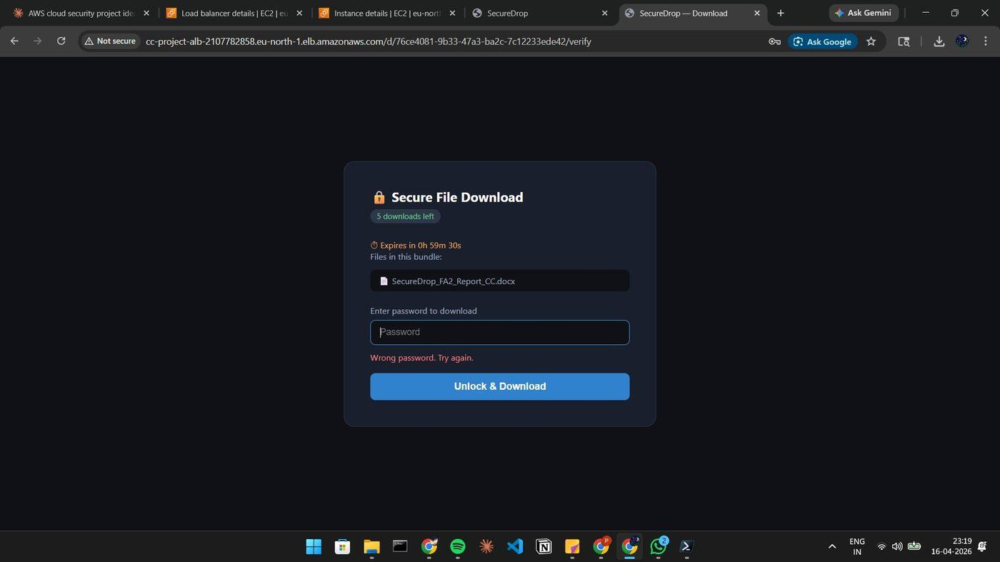 AWS cloud security project ide
Load balancer details | EC2 | eu
Instance details | EC2 | eu-nort
SecureDrop
SecureDrop — Download
Ask Gemini
Not secure
cc-project-alb-2107782858.eu-north-1.elb.amazonaws.com/d/76ce4081-9b33-47a3-ba2c-7c12233ede42/verify
Ask Google
Secure File Download
5 downloads left
Expires in 0h 59m 30s
Files in this bundle:
SecureDrop_FA2_Report_CC.docx
Enter password to download
Password
Wrong password. Try again.
Unlock & Download
P
2
ENG
IN
23:19
16-04-2026